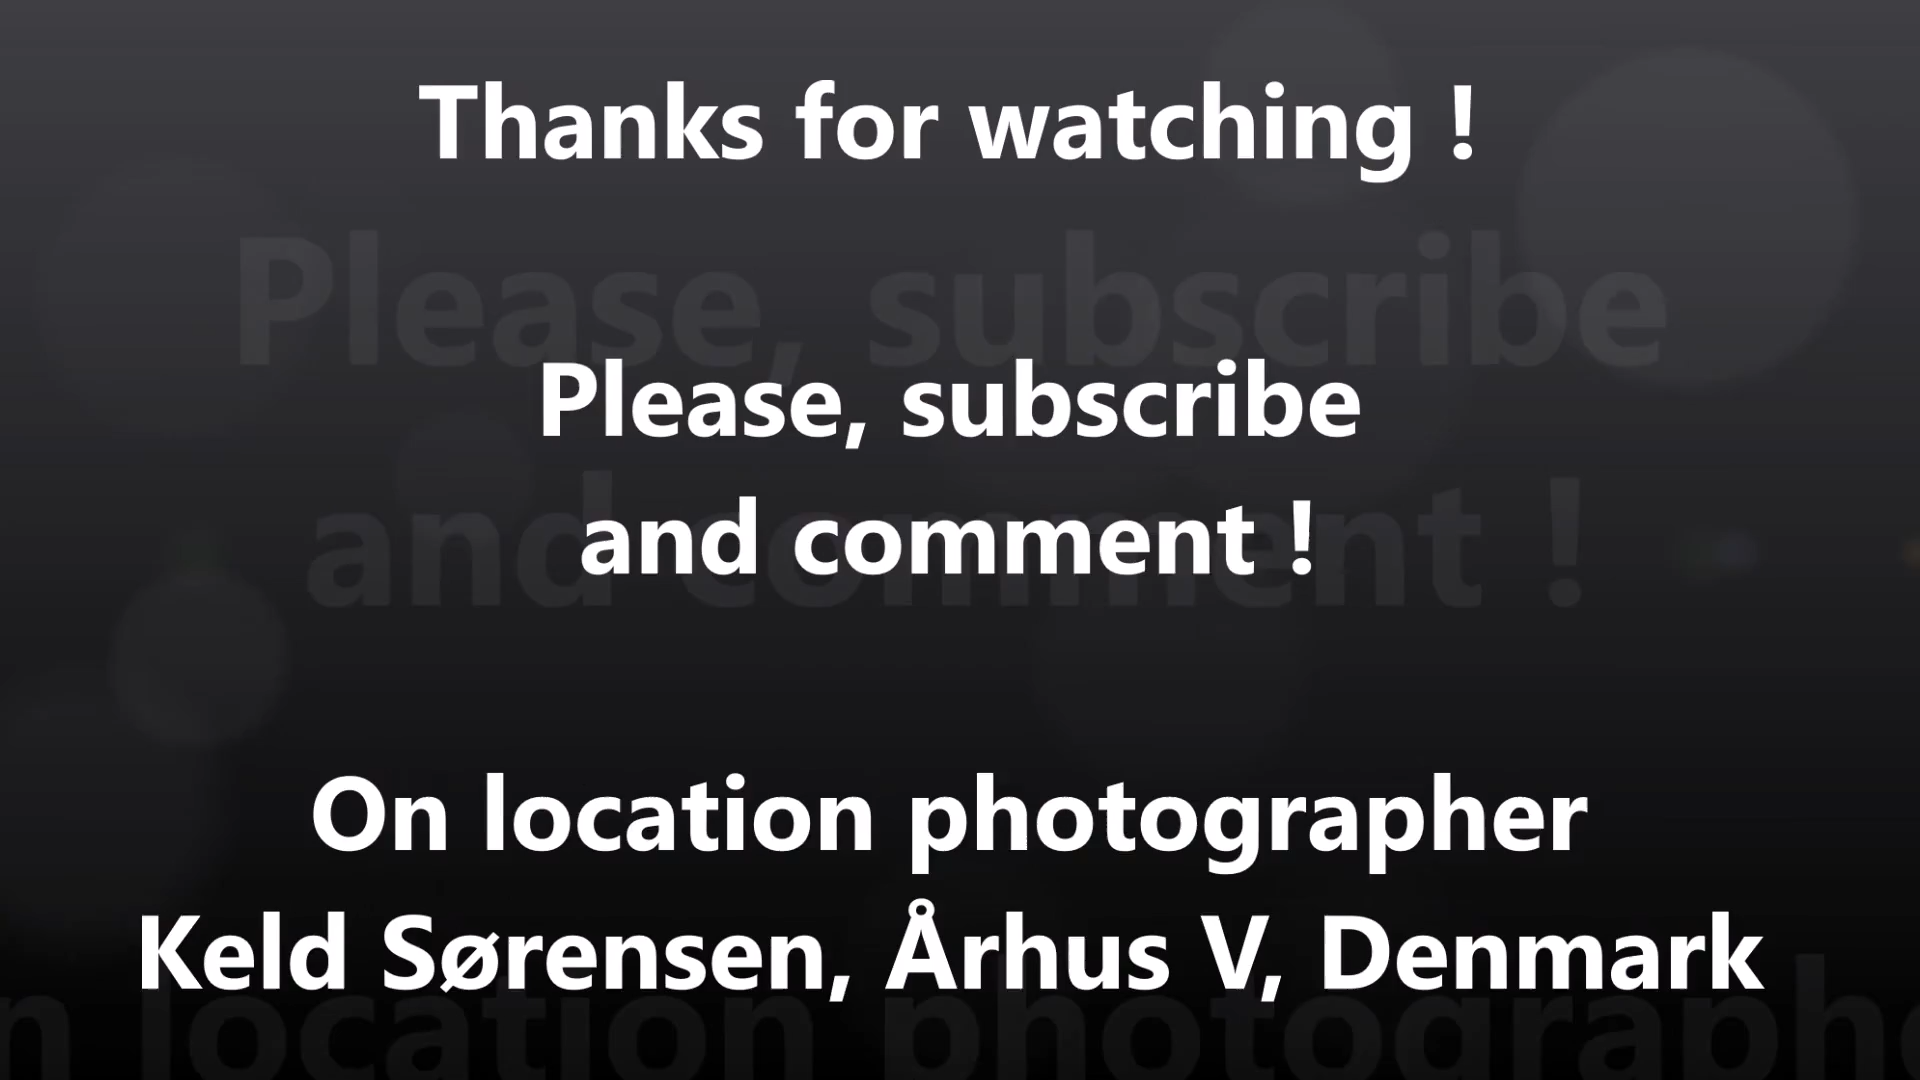 Thanks for watching !
Please, subscribe
and comment !
On location photographer
Keld Sørensen, Århus V, Denmark